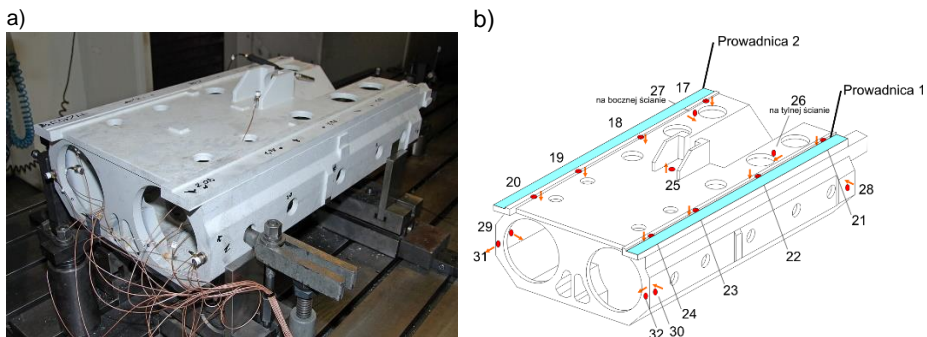 a)
b)
Prowadnica 2
27
17
na bocznej ścianie
26
na tylnej ścianie
Prowadnica 1
18
19
20
25
28
21
29
31
22
23
24
32
30